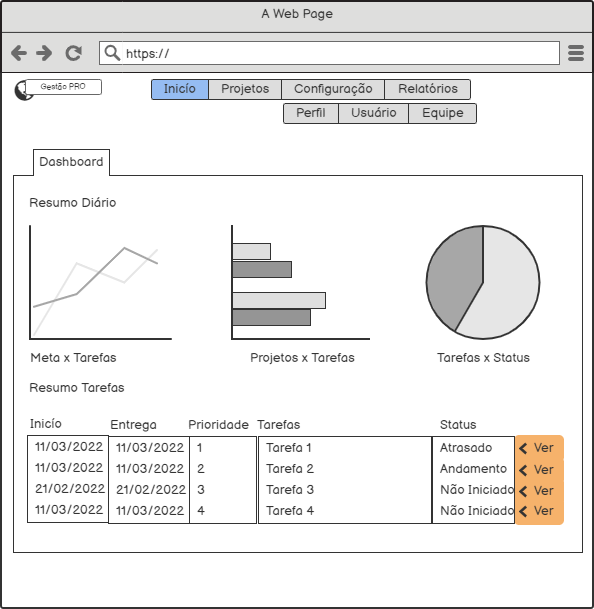 A Web Page
https://
Gestão PRO
Inicío Projetos Configuração Relatórios
Perfil Usuário Equipe
Dashboard
Resumo Diário
Meta x Tarefas Projetos x Tarefas Tarefas x Status
Resumo Tarefas
Inicío Entrega Prioridade Tarefas Status
11/03/2022 11/03/2022 1 Tarefa 1 Atrasado Ver
11/03/2022 11/03/2022 2 Tarefa 2 Andamento Ver
21/02/2022 21/02/2022 3 Tarefa 3 Não Iniciado Ver
11/03/2022 11/03/2022 4 Tarefa 4 Não Iniciado Ver